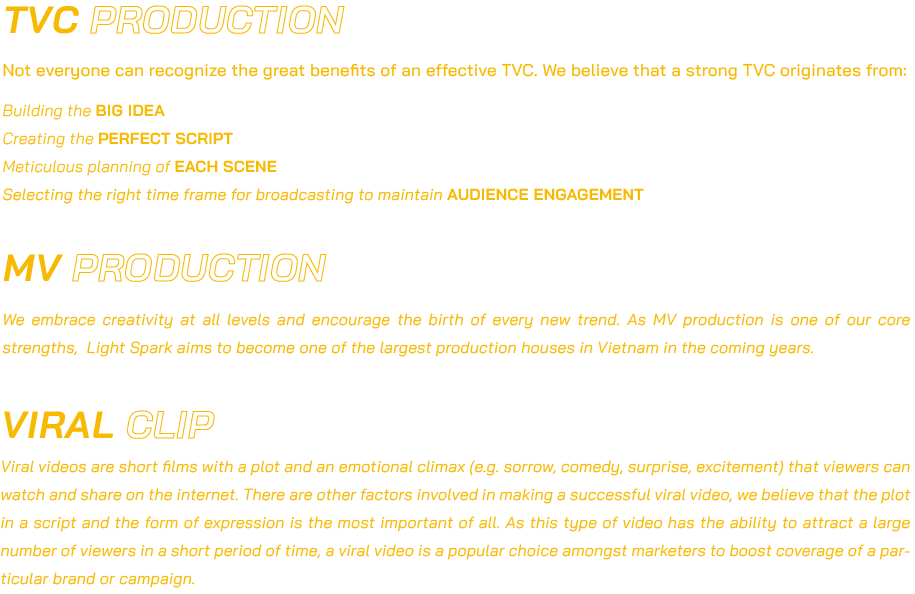 TVC PRODUCTION
Not everyone can recognize the great benefits of an effective TVC. We believe that a strong TVC originates from:
Building the BIG IDEA
Creating the PERFECT SCRIPT
Meticulous planning of EACH SCENE
Selecting the right time frame for broadcasting to maintain AUDIENCE ENGAGEMENT
MV PRODUCTION
We embrace creativity at all levels and encourage the birth of every new trend. As MV production is one of our core
strengths, Light Spark aims to become one of the largest production houses in Vietnam in the coming years.
VIRAL CLIP
Viral videos are short films with a plot and an emotional climax (e.g. sorrow, comedy, surprise, excitement) that viewers can
watch and share on the internet. There are other factors involved in making a successful viral video, we believe that the plot
in a script and the form of expression is the most important of all. As this type of video has the ability to attract a large
number of viewers in a short period of time, a viral video is a popular choice amongst marketers to boost coverage of a par-
ticular brand or campaign.